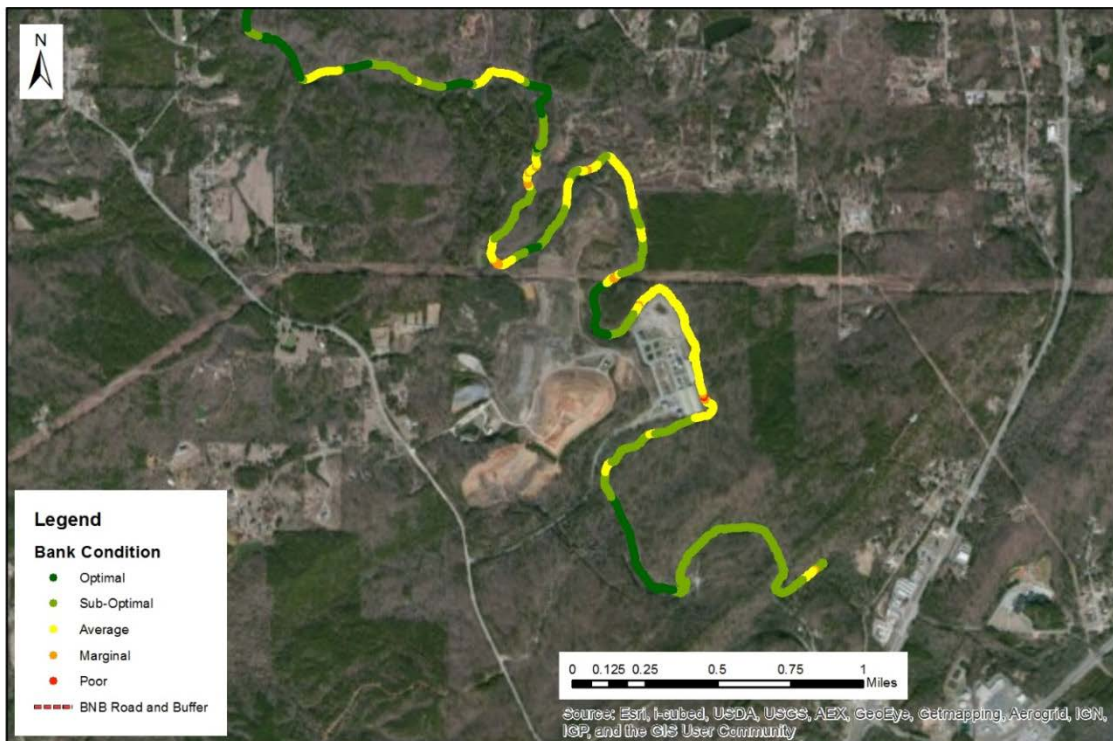 N
Legend
Bank Condition
Optimal
Sub-Optimal
Average
Marginal
Poor
BNB Road and Buffer
0 0.125 0.25 0.5 0.75 1
Miles
Source: Esri, i-cubed, USDA, USGS, AEX, GeoEye, Getmapping, Aerogrid, IGN,
IGP, and the GIS User Community